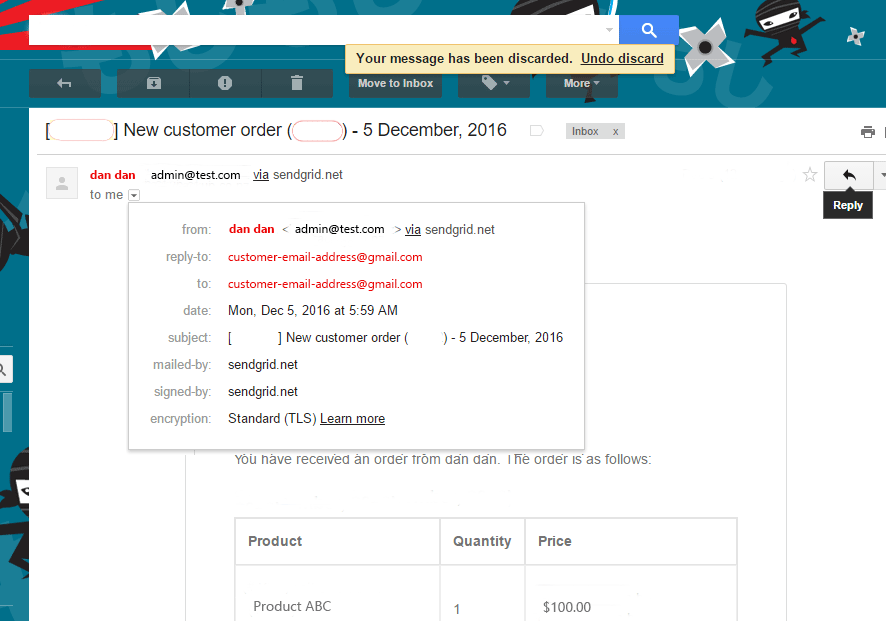 Your message has been discarded. Undo discard
Move to Inbox
More
[ ] New customer order ( ) - 5 December, 2016
Inbox x
dan dan admin@test.com via sendgrid.net
to me
Reply
from: dan dan < admin@test.com > via sendgrid.net
reply-to: customer-email-address@gmail.com
to: customer-email-address@gmail.com
date: Mon, Dec 5, 2016 at 5:59 AM
subject: [ ] New customer order ( ) - 5 December, 2016
mailed-by: sendgrid.net
signed-by: sendgrid.net
encryption: Standard (TLS) Learn more
You have received an order from dan dan. The order is as follows:
Product Quantity Price
Product ABC 1 $100.00